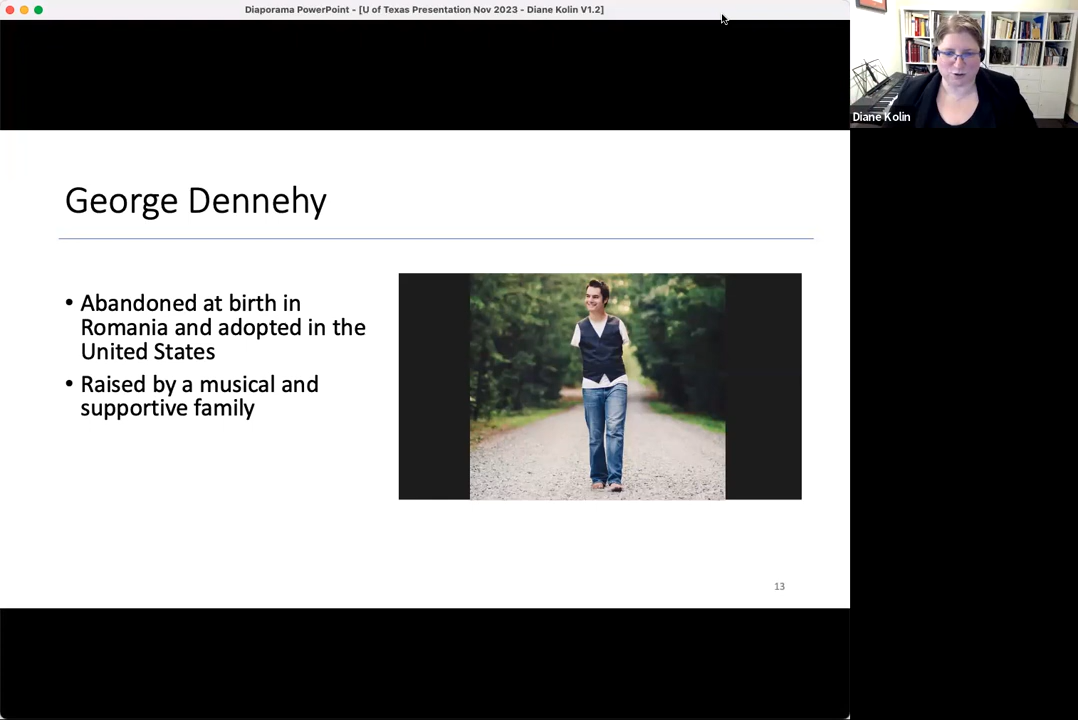 Diaporama PowerPoint - [U of Texas Presentation Nov 2023 - Diane Kolin V1.2]
Diane Kolin
George Dennehy
• Abandoned at birth in
Romania and adopted in the
United States
• Raised by a musical and
supportive family
13